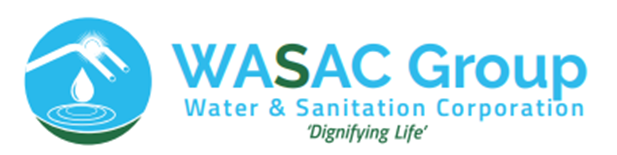 WASAC Group
Water & Sanitation Corporation
'Dignifying Life'